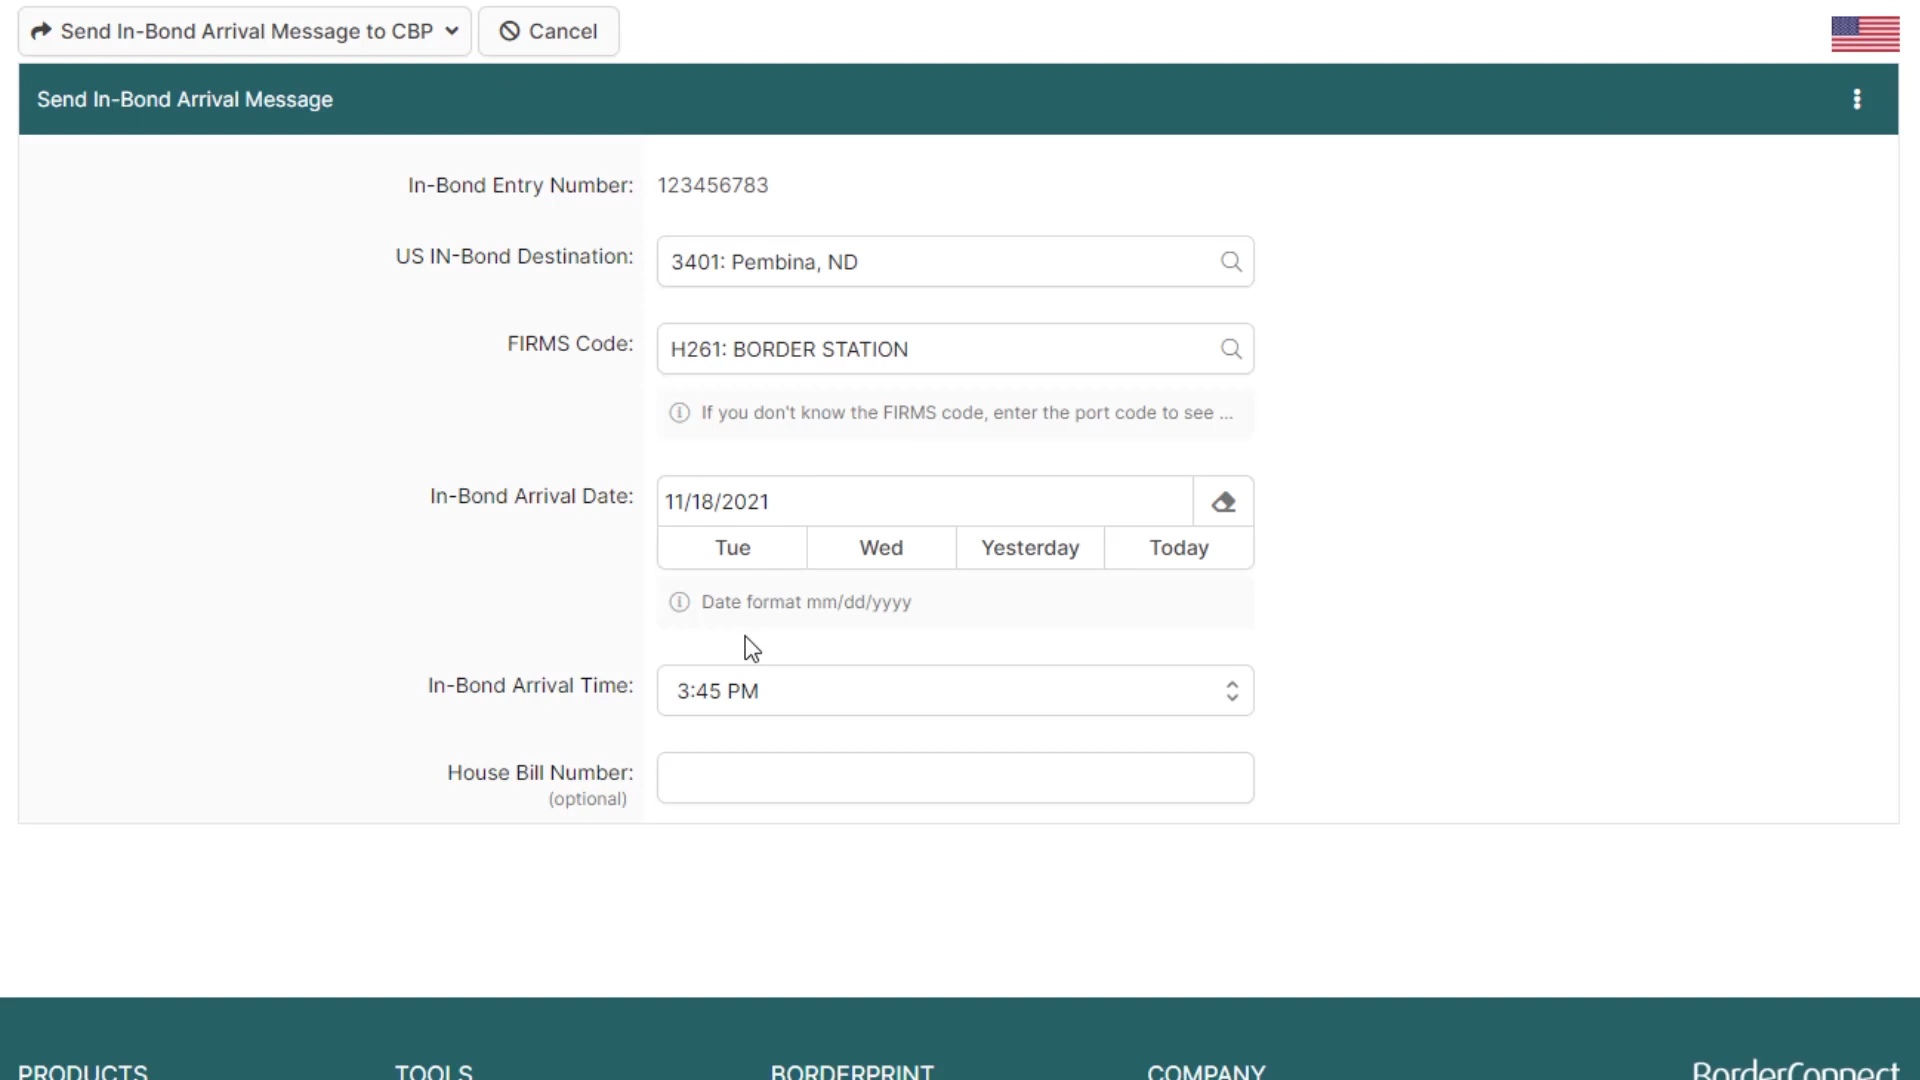 Send In-Bond Arrival Message to CBP
Cancel
Send In-Bond Arrival Message
In-Bond Entry Number: 123456783
US IN-Bond Destination: 3401: Pembina, ND
FIRMS Code: H261: BORDER STATION
If you don't know the FIRMS code, enter the port code to see ...
In-Bond Arrival Date: 11/18/2021
Tue Wed Yesterday Today
Date format mm/dd/yyyy
In-Bond Arrival Time: 3:45 PM
House Bill Number:
(optional)
PRODUCTS TOOLS BORDERPRINT COMPANY BorderConnect